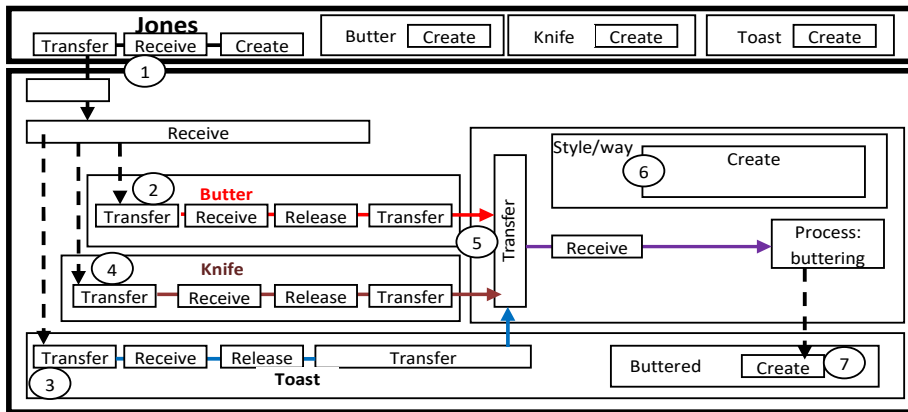 Jones
Transfer Receive Create
Butter Create
Knife Create
Toast Create
1
Receive
Style/way
Create
6
2
Butter
Transfer Receive Release Transfer
5
Transfer
Receive
Process:
buttering
4
Knife
Transfer Receive Release Transfer
Transfer Receive Release Transfer
3
Toast
Buttered Create
7